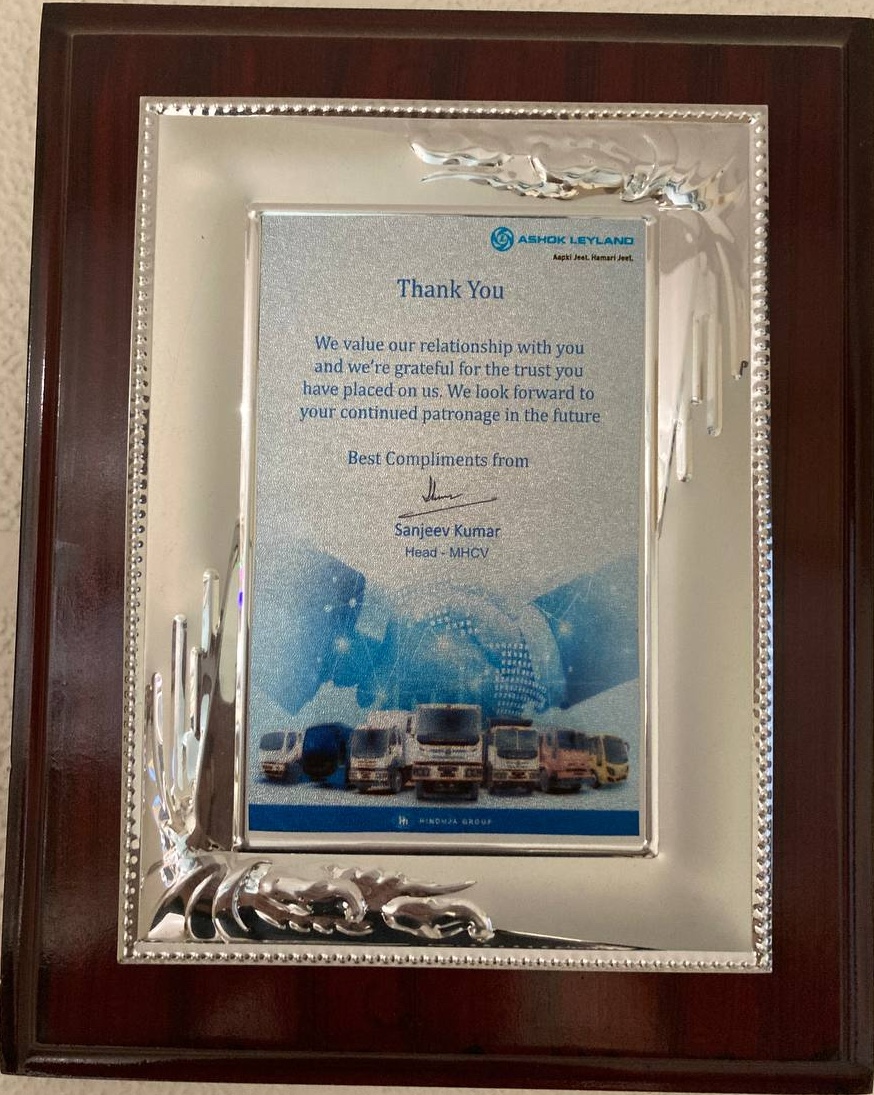 ASHOK LEYLAND
Aapki Jeet. Hamari Jeet.
Thank You
We value our relationship with you
and we're grateful for the trust you
have placed on us. We look forward to
your continued patronage in the future
Best Compliments from
Sanjeev Kumar
Head - MHCV
HINDUJA GROUP